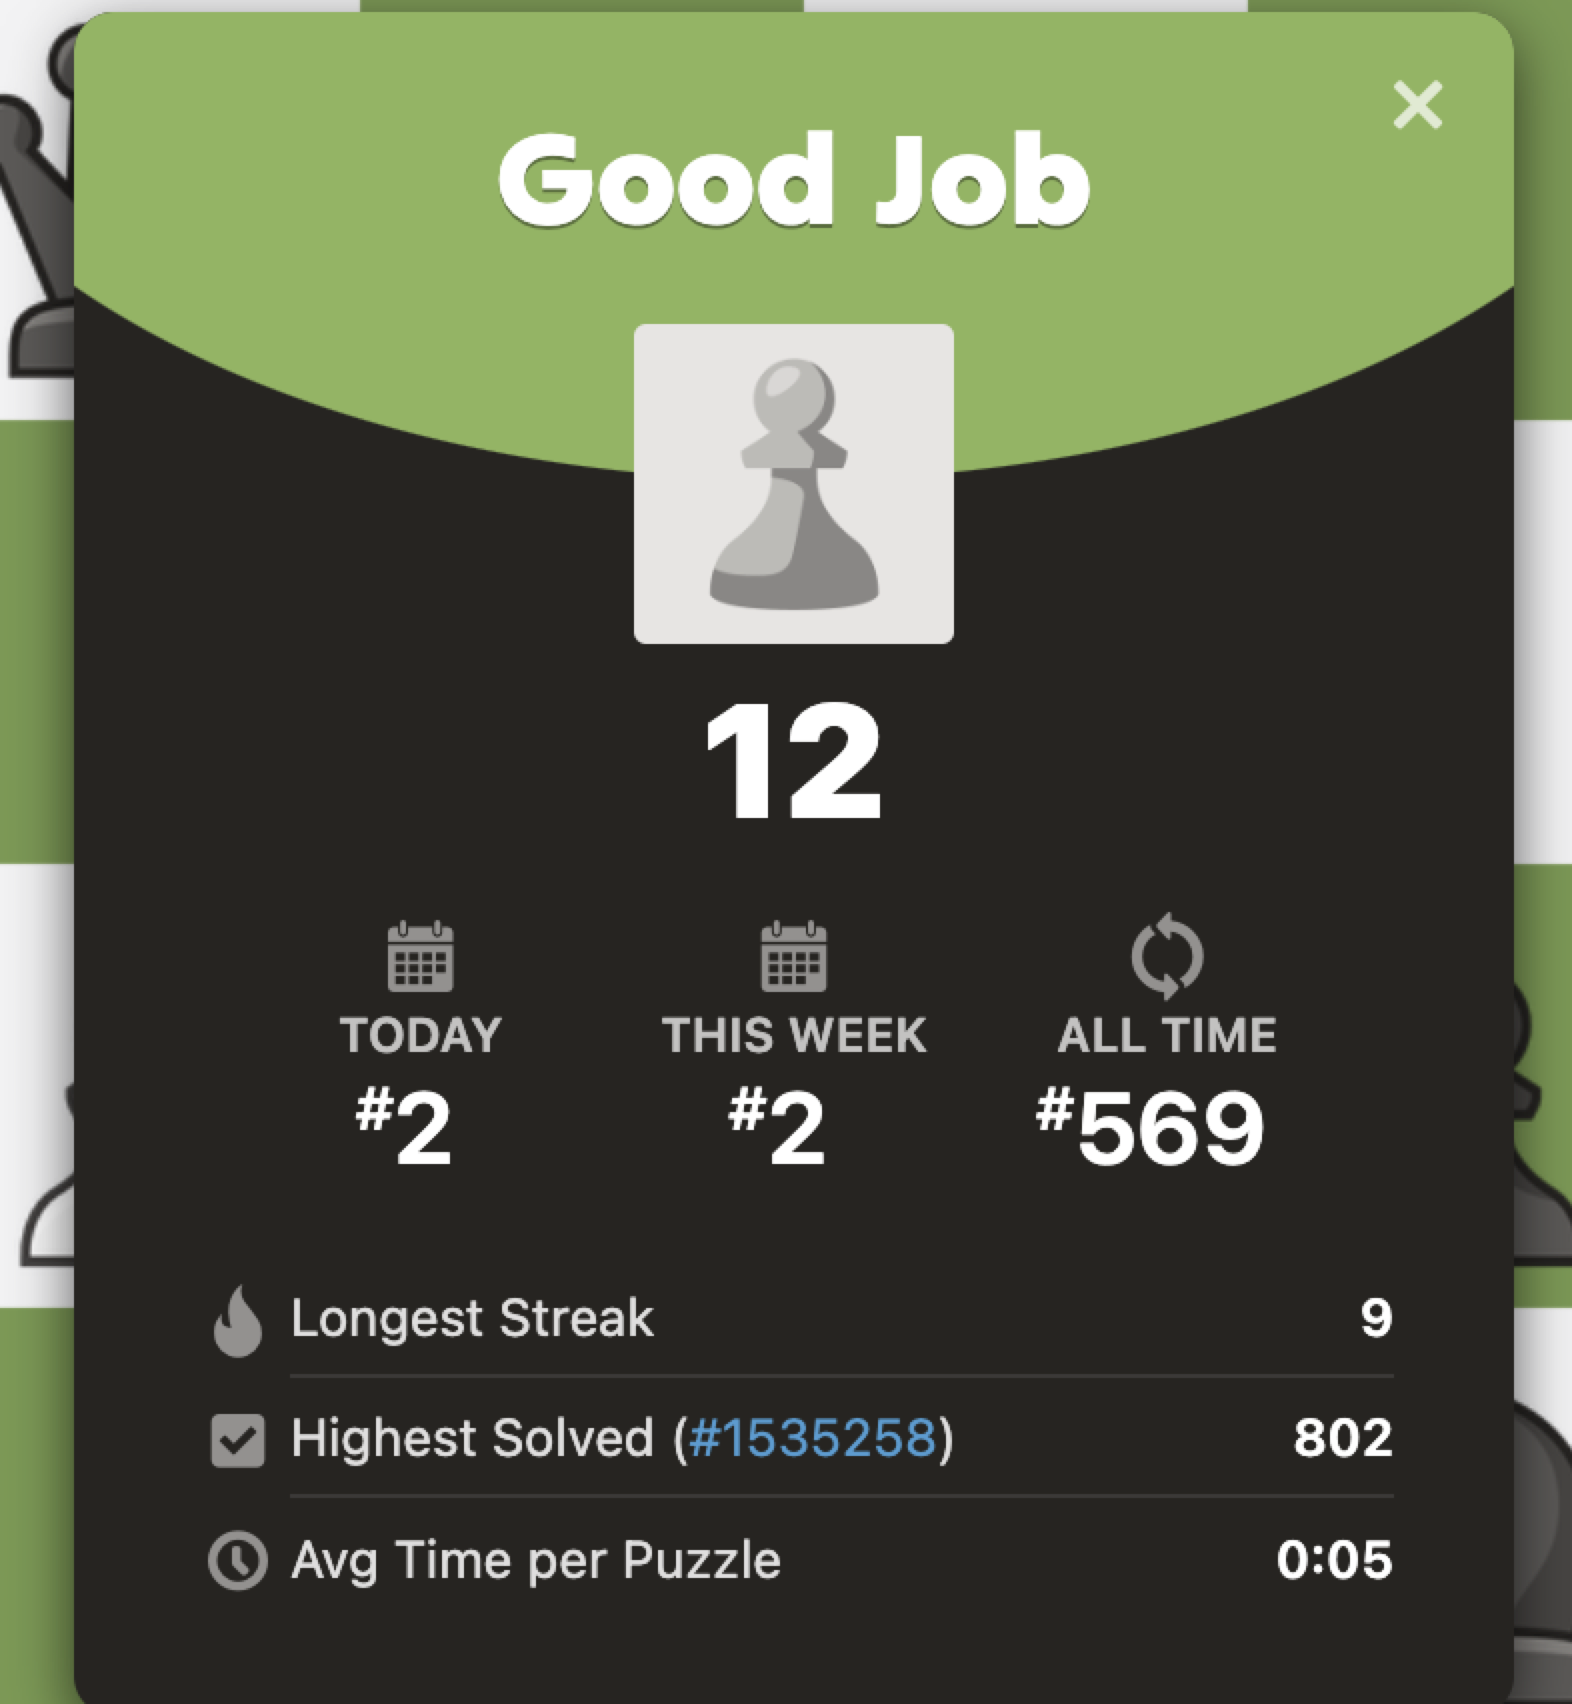 Good Job
12
TODAY
THIS WEEK
ALL TIME
#2
#2
#569
Longest Streak 9
Highest Solved (#1535258) 802
Avg Time per Puzzle 0:05